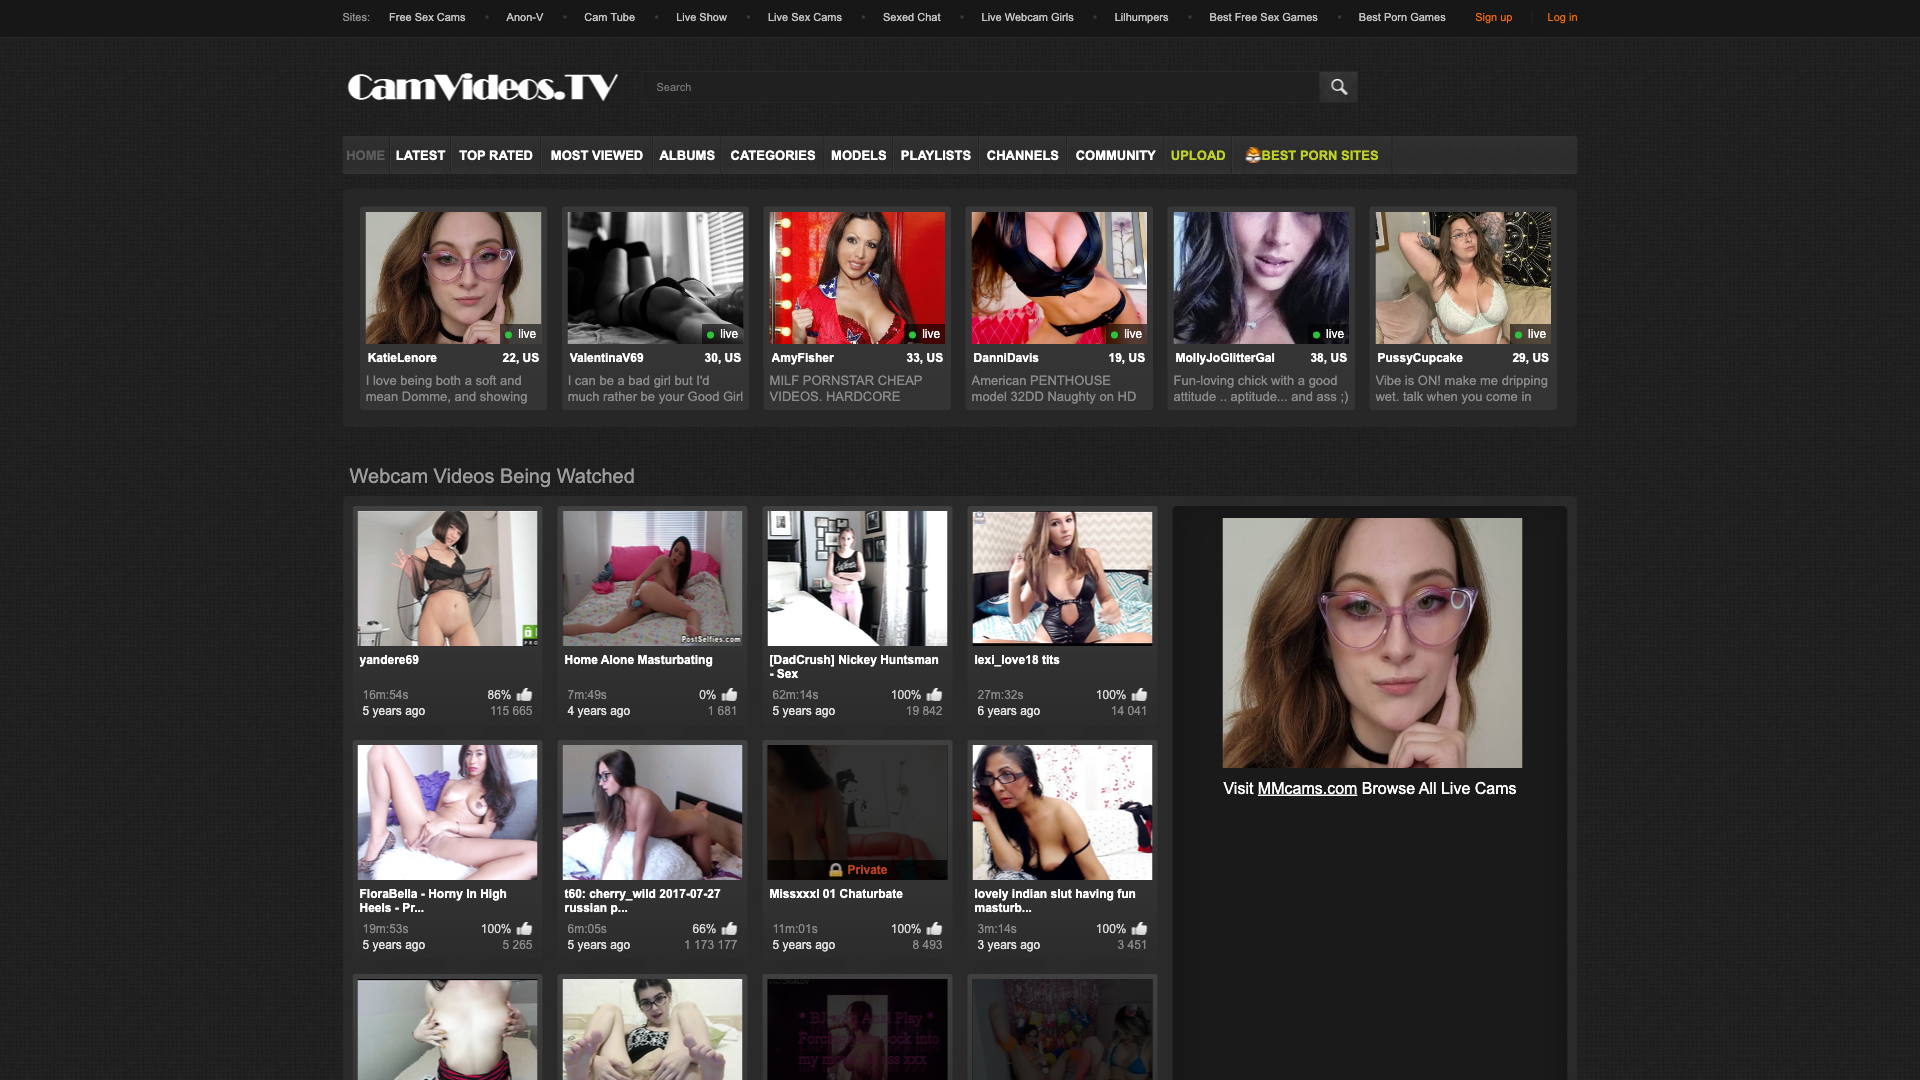 Sites: Free Sex Cams Anon-V Cam Tube Live Show Live Sex Cams Sexed Chat Live Webcam Girls Lilhumpers Best Free Sex Games Best Porn Games Sign up Log in
CamVideos.TV
Search
HOME LATEST TOP RATED MOST VIEWED ALBUMS CATEGORIES MODELS PLAYLISTS CHANNELS COMMUNITY UPLOAD BEST PORN SITES
live live live live live live
KatieLenore 22, US ValentinaV69 30, US AmyFisher 33, US DanniDavis 19, US MollyJoGlitterGal 38, US PussyCupcake 29, US
I love being both a soft and I can be a bad girl but I'd MILF PORNSTAR CHEAP American PENTHOUSE Fun-loving chick with a good Vibe is ON! make me dripping
mean Domme, and showing much rather be your Good Girl VIDEOS. HARDCORE model 32DD Naughty on HD attitude .. aptitude... and ass ;) wet. talk when you come in
Webcam Videos Being Watched
PostSelfies.com
yandere69 Home Alone Masturbating [DadCrush] Nickey Huntsman lexi_love18 tits
- Sex
16m:54s 86% 7m:49s 0% 62m:14s 100% 27m:32s 100%
5 years ago 115 665 4 years ago 1 681 5 years ago 19 842 6 years ago 14 041
Visit MMcams.com Browse All Live Cams
Private
FloraBella - Horny In High t60: cherry_wild 2017-07-27 Missxxxl 01 Chaturbate lovely indian slut having fun
Heels - Pr... russian p... masturb...
19m:53s 100% 6m:05s 66% 11m:01s 100% 3m:14s 100%
5 years ago 5 265 5 years ago 1 173 177 5 years ago 8 493 3 years ago 3 451